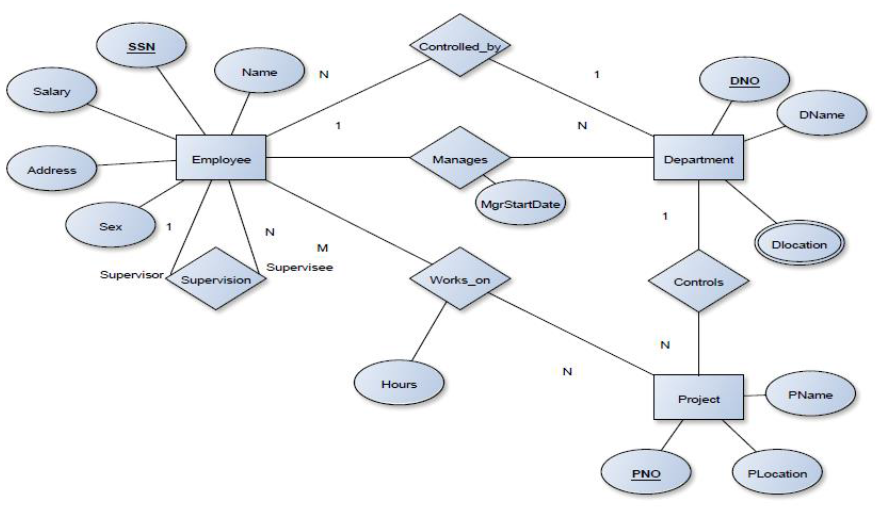 Controlled_by
SSN
Name
N
1
DNO
Salary
DName
1
N
Employee
Manages
Department
Address
MgrStartDate
Sex
1
N
M
1
Dlocation
Supervisor
Supervision
Supervisee
Works_on
Controls
N
Hours
N
Project
PName
PNO
PLocation